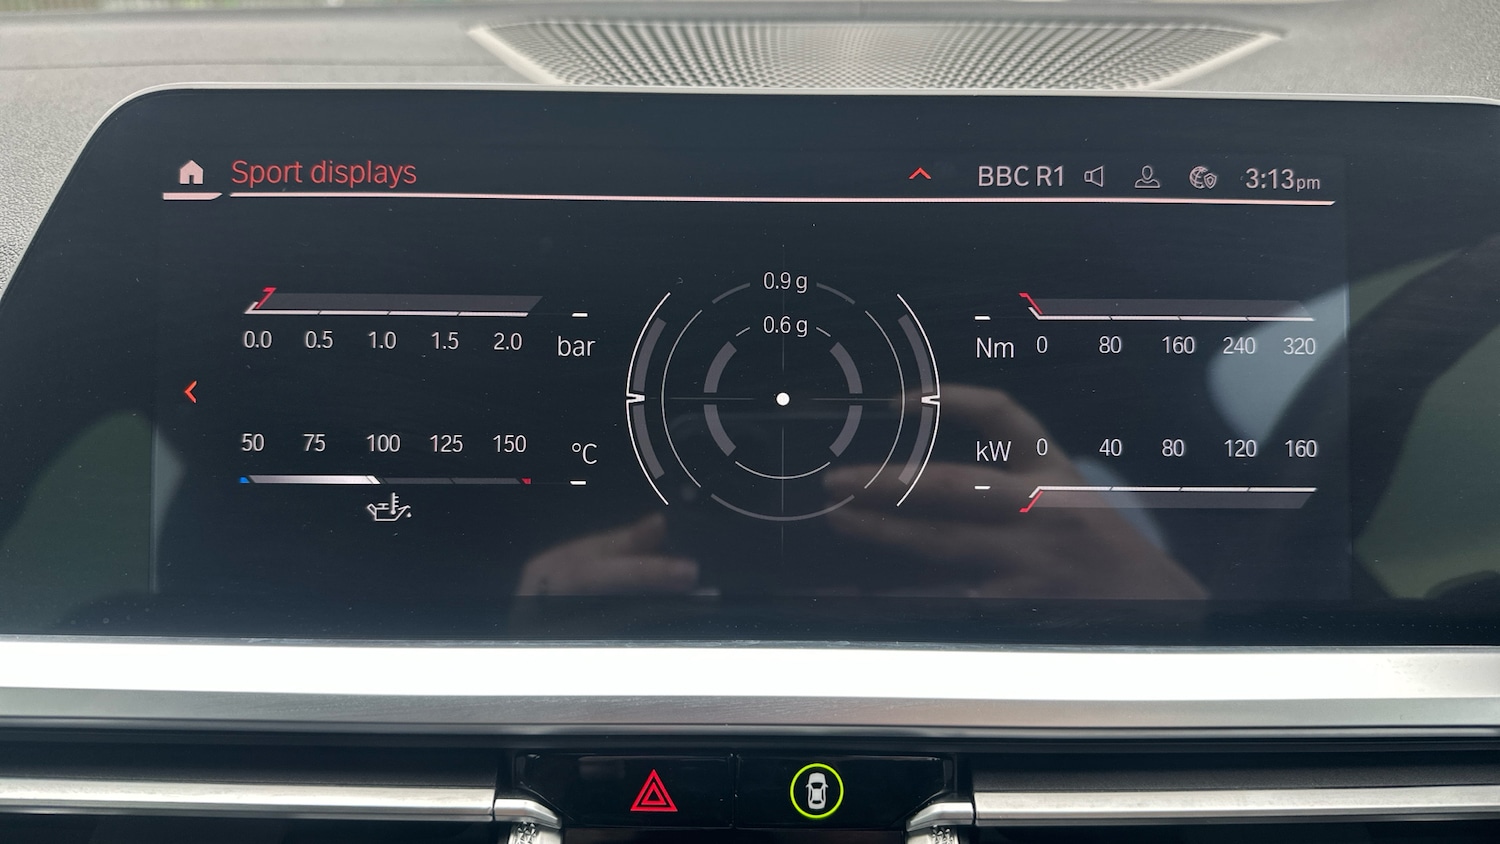 Sport displays
BBC R1 3:13pm
0.9 g
0.6 g
0.0 0.5 1.0 1.5 2.0 bar
Nm 0 80 160 240 320
50 75 100 125 150 °C
kW 0 40 80 120 160